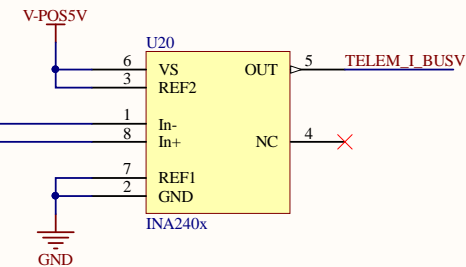 V-POS5V
U20
6 VS OUT 5 TELEM_I_BUSV
3 REF2
1 In-
8 In+ NC 4
7 REF1
2 GND
INA240x
GND